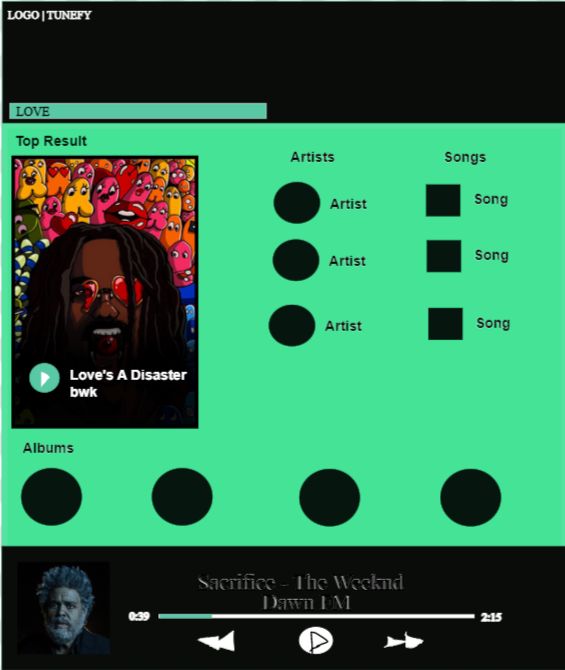 LOGO | TUNEFY
LOVE
Top Result
Artists
Songs
Artist
Song
Artist
Song
Artist
Song
Love's A Disaster
bwk
Albums
Sacrifice - The Weeknd
Dawn FM
0:39
2:15